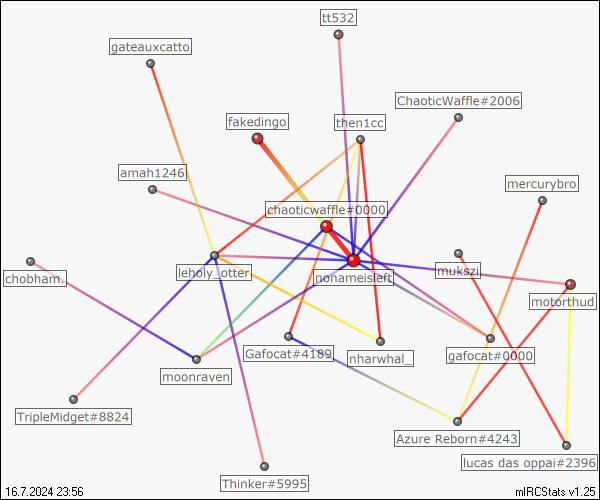 tt532
gateauxcatto
ChaoticWaffle#2006
fakedingo
then1cc
amah1246
mercurybro
chaoticwaffle#0000
chobham.
leholy_otter
nonameisleft
mukszi
motorthud
moonraven
Gafocat#4189
nharwhal_
gafocat#0000
TripleMidget#8824
Azure Reborn#4243
lucas das oppai#2396
Thinker#5995
16.7.2024 23:56
mIRCStats v1.25